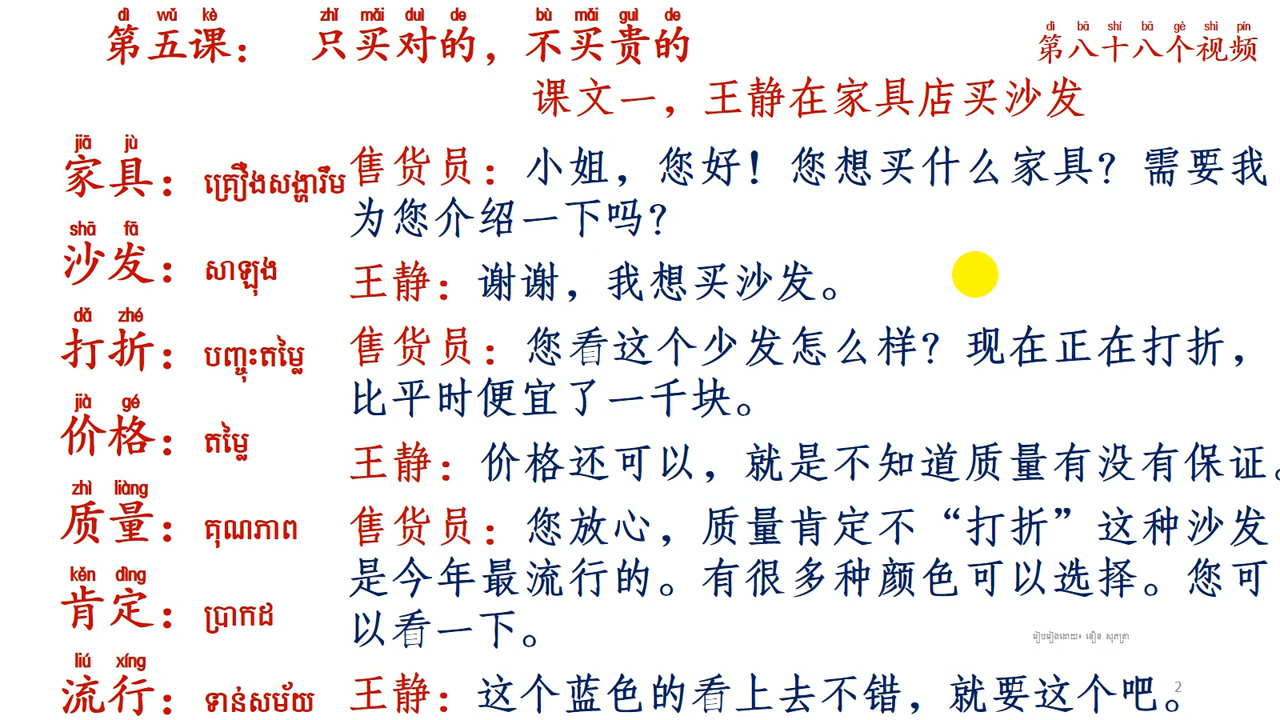 dì wǔ kè zhǐ mǎi duì de bù mǎi guì de
第五课： 只买对的，不买贵的
dì bā shí bā gè shì pín
第八十八个视频
课文一，王静在家具店买沙发
jiā jù
家具：គ្រឿងសង្ហារឹម
shā fā
沙发：សាឡុង
dǎ zhé
打折：បញ្ចុះតម្លៃ
jià gé
价格：តម្លៃ
zhì liàng
质量：គុណភាព
kěn dìng
肯定：ប្រាកដ
liú xíng
流行：ទាន់សម័យ
售货员：小姐，您好！您想买什么家具？需要我
为您介绍一下吗？
王静：谢谢，我想买沙发。
售货员：您看这个少发怎么样？现在正在打折，
比平时便宜了一千块。
王静：价格还可以，就是不知道质量有没有保证。
售货员：您放心，质量肯定不“打折”这种沙发
是今年最流行的。有很多种颜色可以选择。您可
以看一下。
រៀបរៀងដោយ៖ នឿន សុភត្រា
王静：这个蓝色的看上去不错，就要这个吧。
2